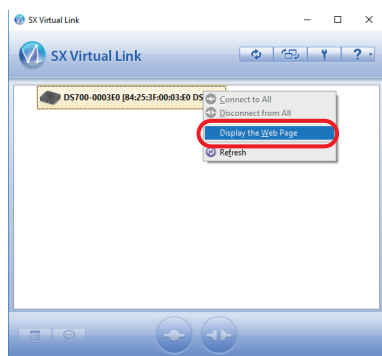 SX Virtual Link
SX Virtual Link
?
DS700-0003E0 [84:25:3F:00:03:E0 DS
Connect to All
Disconnect from All
Display the Web Page
Refresh